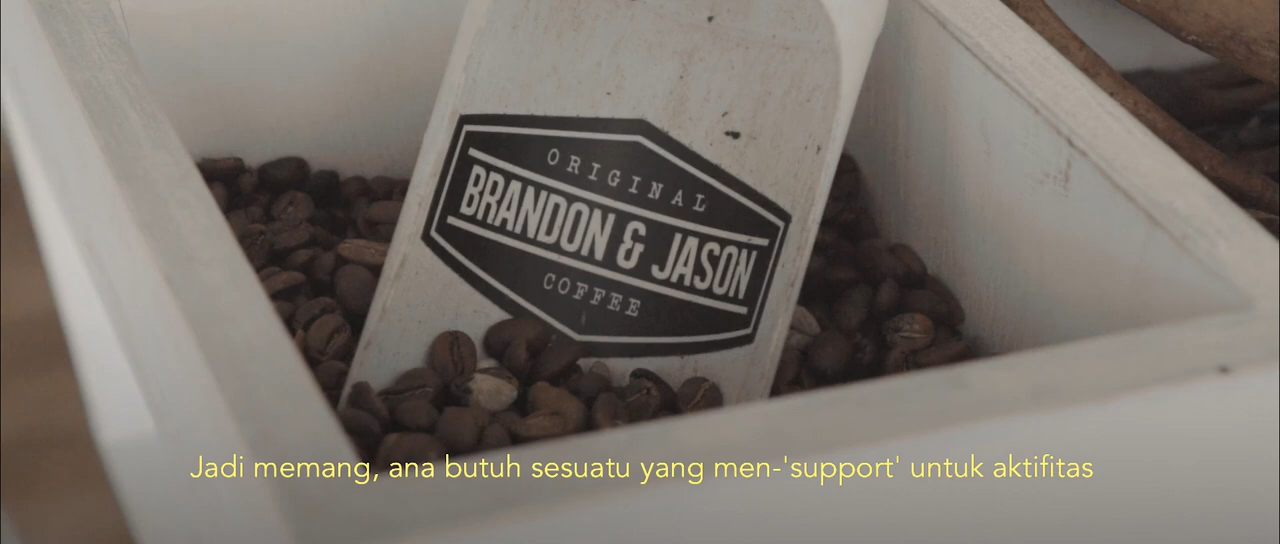 ORIGINAL
BRANDON & JASON
COFFEE
Jadi memang, ana butuh sesuatu yang men-'support' untuk aktifitas